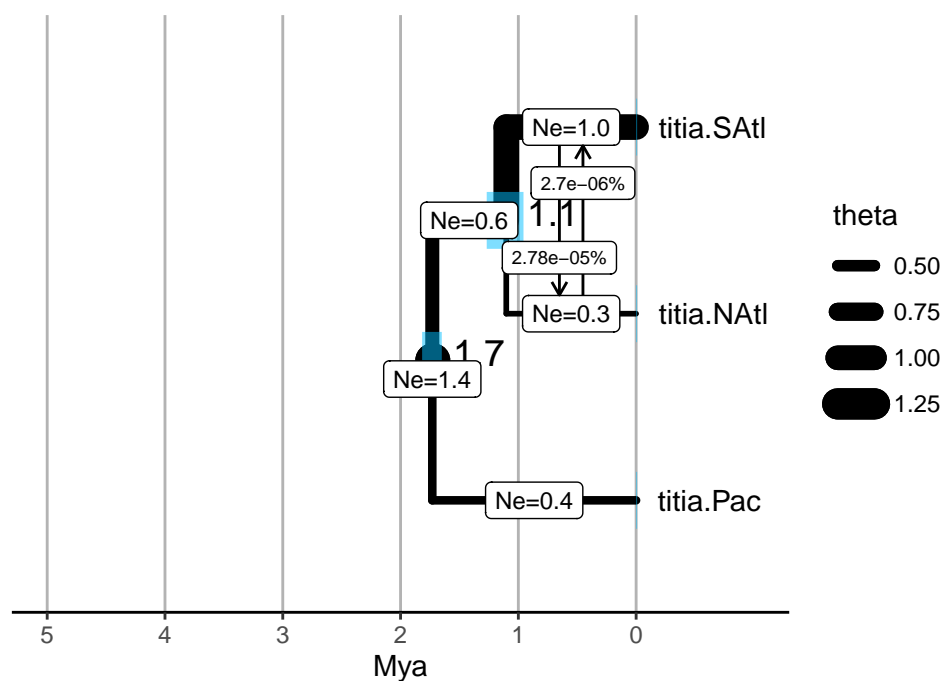 Ne=1.0
titia.SAtl
2.7e−06%
1.1
Ne=0.6
2.78e−05%
Ne=0.3
titia.NAtl
1.7
Ne=1.4
Ne=0.4
titia.Pac
theta
0.50
0.75
1.00
1.25
5 4 3 2 1 0
Mya